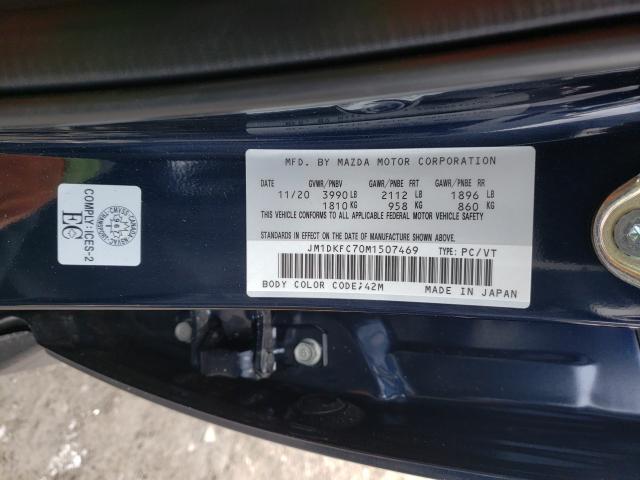 MFD. BY MAZDA MOTOR CORPORATION
GVWR/PNBV GAWR/PNBE FRT GAWR/PNBE RR
11/20 3990 LB 2112 LB 1896 LB
1810 KG 958 KG 860 KG
THIS VEHICLE CONFORMS TO ALL APPLICABLE FEDERAL MOTOR VEHICLE SAFETY
STANDARDS IN EFFECT ON THE DATE OF MANUFACTURE SHOWN ABOVE.
JM1DKFC70M1507469 TYPE: PC/VT
BODY COLOR CODE;42M MADE IN JAPAN
COMPLY:ICES-2
EC